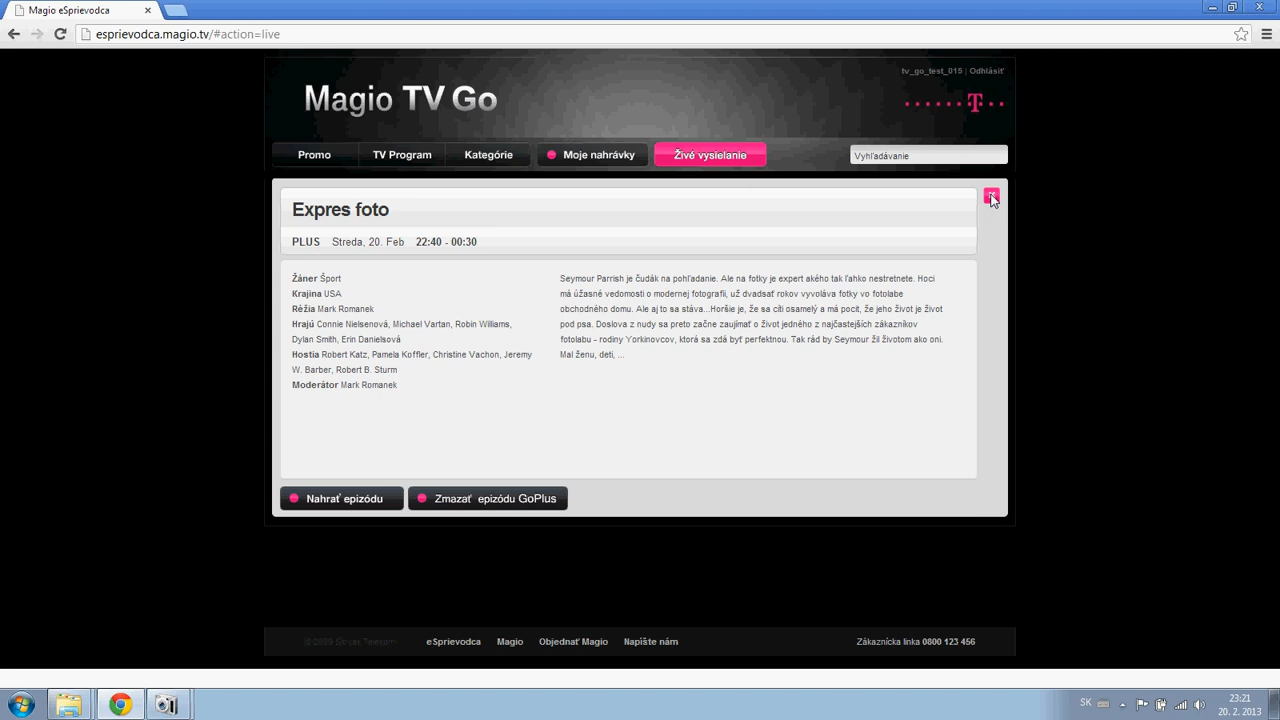 Magio eSprievodca
esprievodca.magio.tv/#action=live
tv_go_test_015 | Odhlásiť
Magio TV Go
T
Promo TV Program Kategórie Moje nahrávky Živé vysielanie Vyhľadávanie
Expres foto
PLUS Streda, 20. Feb 22:40 - 00:30
Žáner Šport
Krajina USA
Réžia Mark Romanek
Hrajú Connie Nielsenová, Michael Vartan, Robin Williams,
Dylan Smith, Erin Danielsová
Hostia Robert Katz, Pamela Koffler, Christine Vachon, Jeremy
W. Barber, Robert B. Sturm
Moderátor Mark Romanek
Seymour Parrish je čudák na pohľadanie. Ale na fotky je expert akého tak ľahko nestretnete. Hoci
má úžasné vedomosti o modernej fotografii, už dvadsať rokov vyvoláva fotky vo fotolabe
obchodného domu. Ale aj to sa stáva...Horšie je, že sa cíti osamelý a má pocit, že jeho život je život
pod psa. Doslova z nudy sa preto začne zaujímať o život jedného z najčastejších zákazníkov
fotolabu - rodiny Yorkinovcov, ktorá sa zdá byť perfektnou. Tak rád by Seymour žil životom ako oni.
Mal ženu, deti, ...
Nahrať epizódu Zmazať epizódu GoPlus
© 2009 Slovak Telekom eSprievodca Magio Objednať Magio Napíšte nám Zákaznícka linka 0800 123 456
SK 23:21
20. 2. 2013